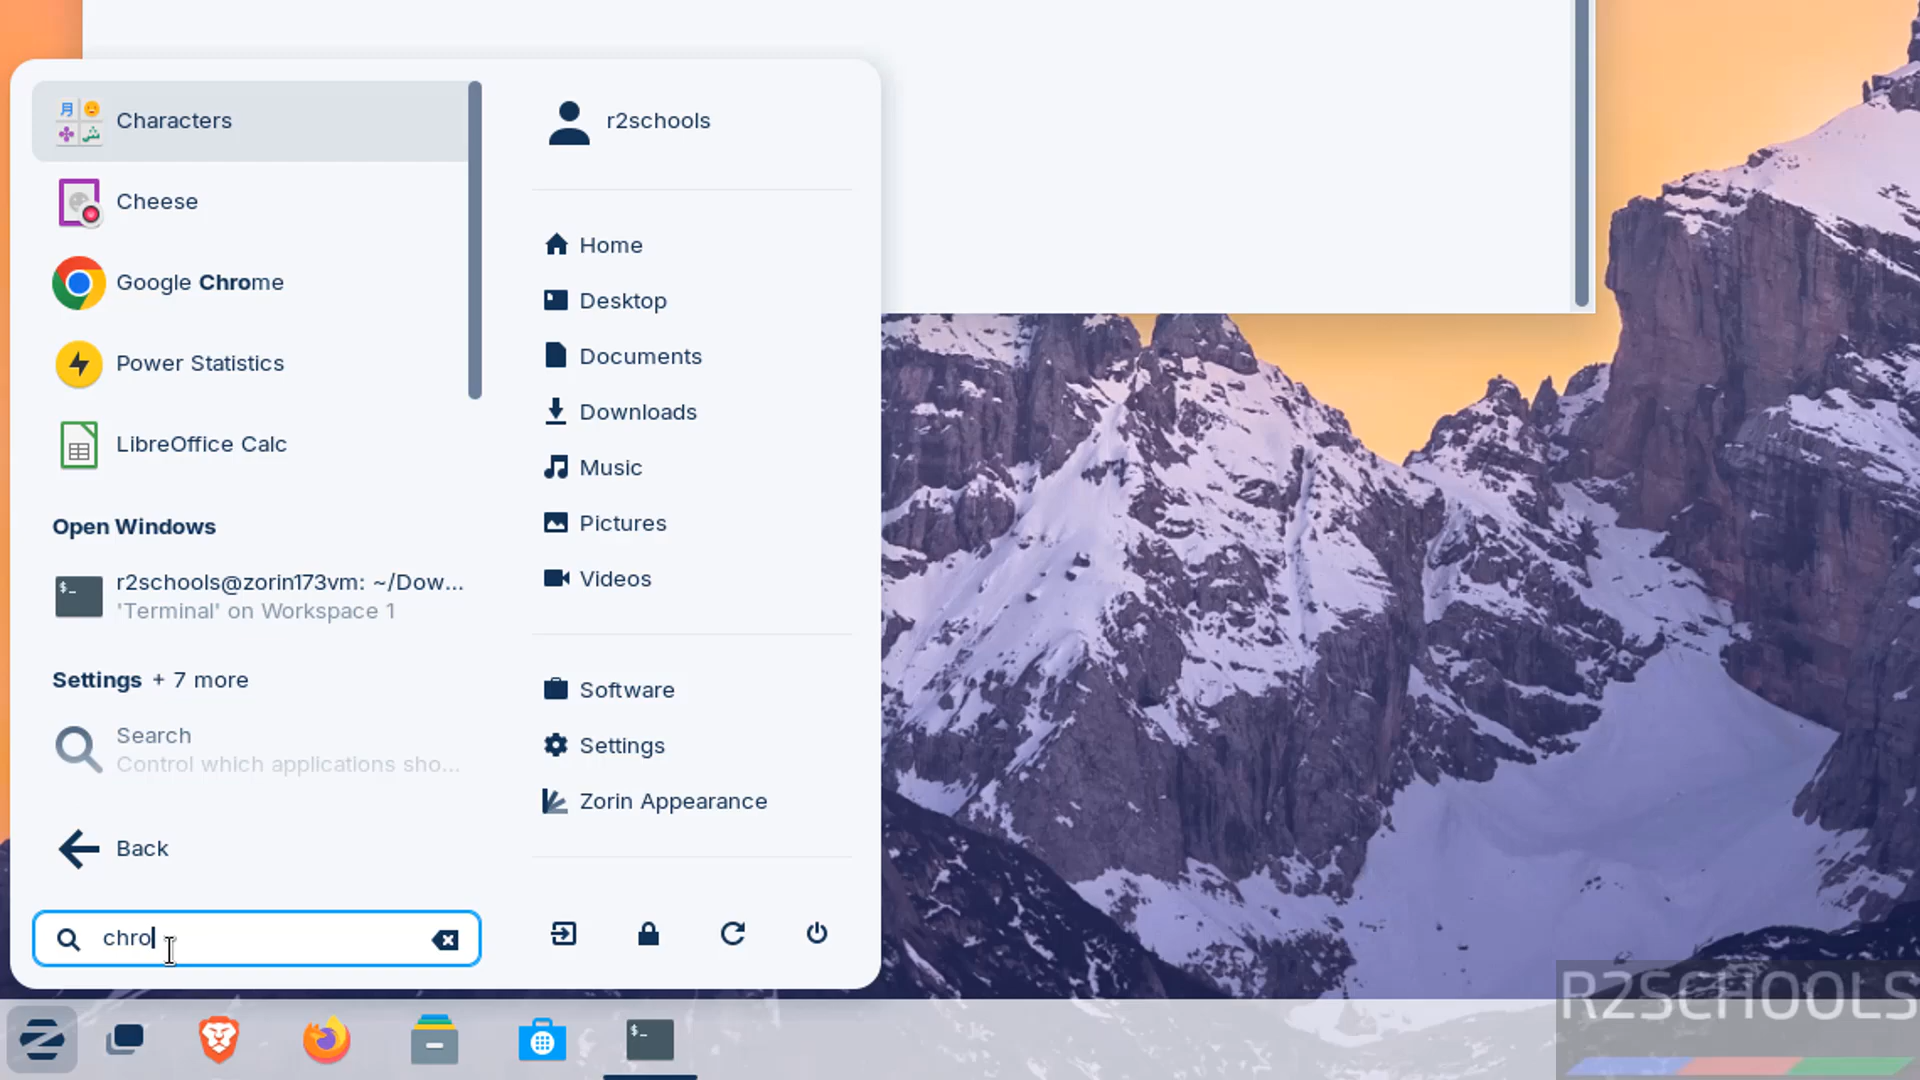 Characters
Cheese
Google Chrome
Power Statistics
LibreOffice Calc
Open Windows
r2schools@zorin173vm: ~/Dow...
'Terminal' on Workspace 1
Settings + 7 more
Search
Control which applications sho...
Back
chro
r2schools
Home
Desktop
Documents
Downloads
Music
Pictures
Videos
Software
Settings
Zorin Appearance
R2SCHOOLS